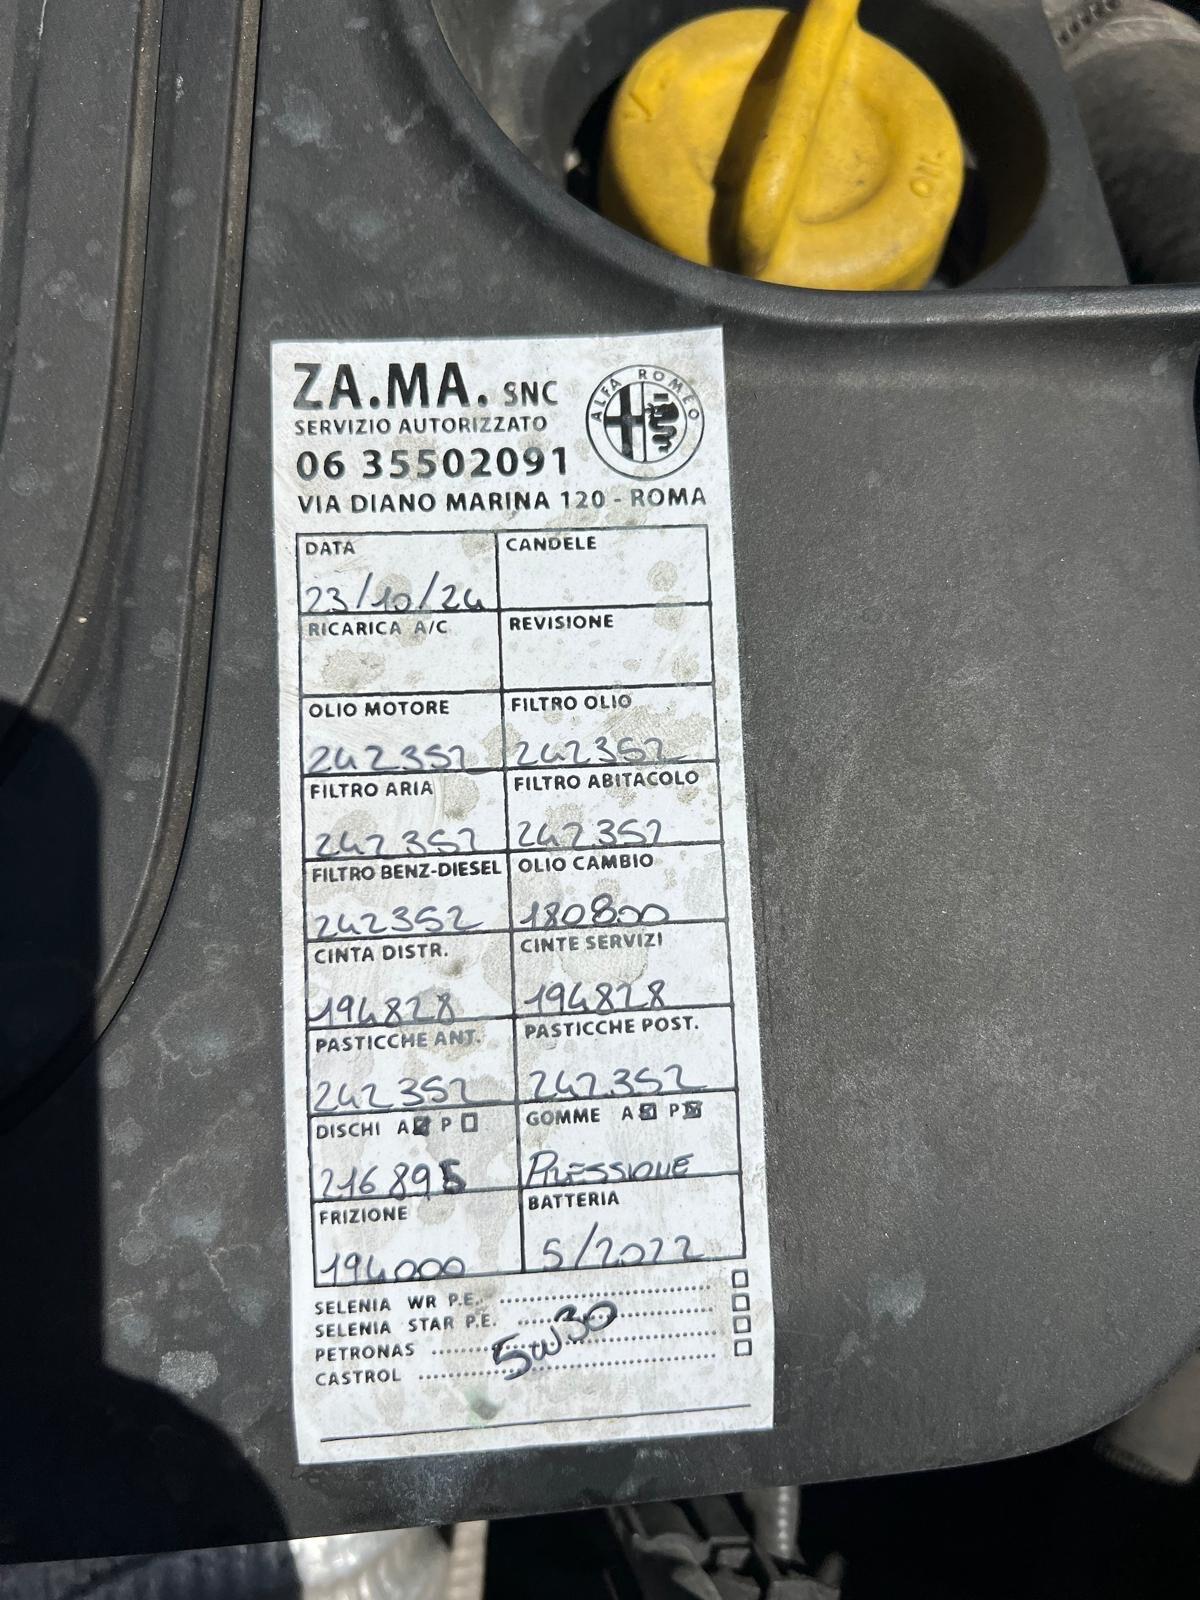 OIL
ZA.MA. SNC
ALFA ROMEO
SERVIZIO AUTORIZZATO
06 35502091
VIA DIANO MARINA 120 - ROMA
DATA CANDELE
23/10/24
RICARICA A/C REVISIONE
OLIO MOTORE FILTRO OLIO
242352 242352
FILTRO ARIA FILTRO ABITACOLO
242352 242352
FILTRO BENZ-DIESEL OLIO CAMBIO
242352 180800
CINTA DISTR. CINTE SERVIZI
194828 194828
PASTICCHE ANT. PASTICCHE POST.
242352 242352
DISCHI A P GOMME A P
216895 PRESSIONE
FRIZIONE BATTERIA
194000 5/2022
SELENIA WR P.E.
SELENIA STAR P.E.
PETRONAS
5W30
CASTROL